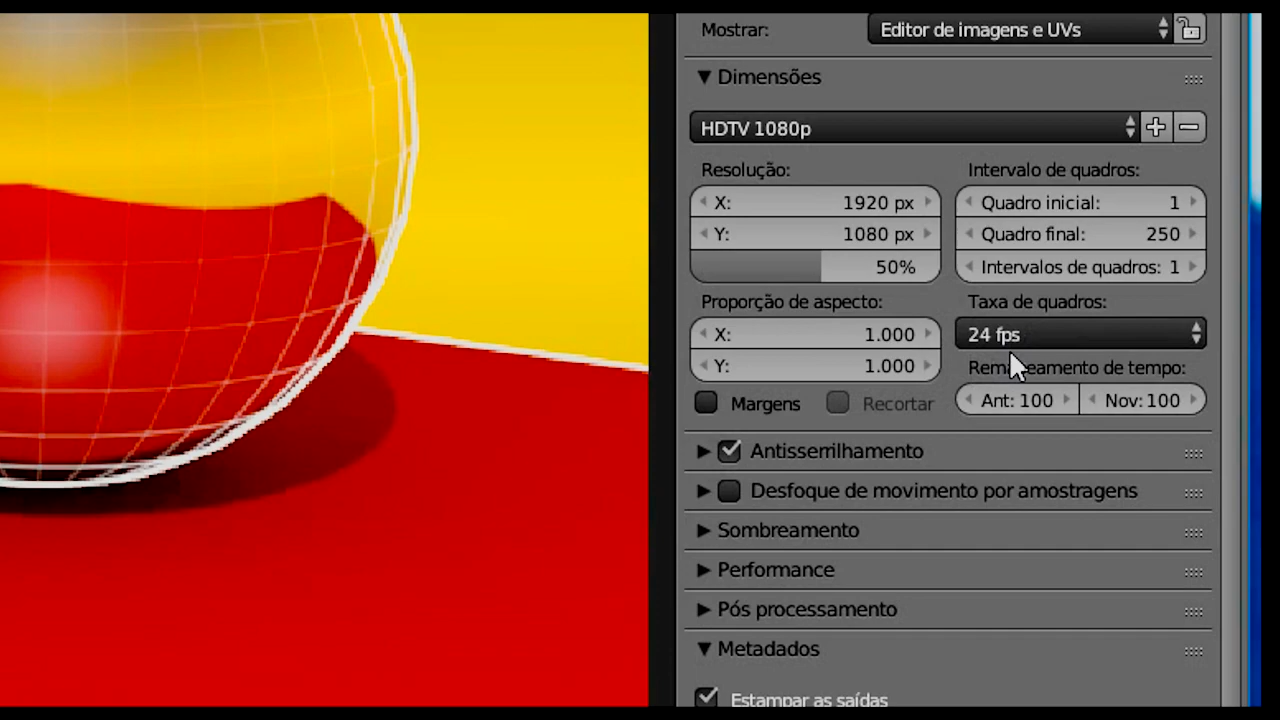 Mostrar: Editor de imagens e UVs
Dimensões
HDTV 1080p
Resolução: Intervalo de quadros:
X: 1920 px Quadro inicial: 1
Y: 1080 px Quadro final: 250
50% Intervalos de quadros: 1
Proporção de aspecto: Taxa de quadros:
X: 1.000 24 fps
Y: 1.000 de tempo:
Margens Recortar Ant: 100 Nov: 100
Antisserrilhamento
Desfoque de movimento por amostragens
Sombreamento
Performance
Pós processamento
Metadados
Estampar as saídas